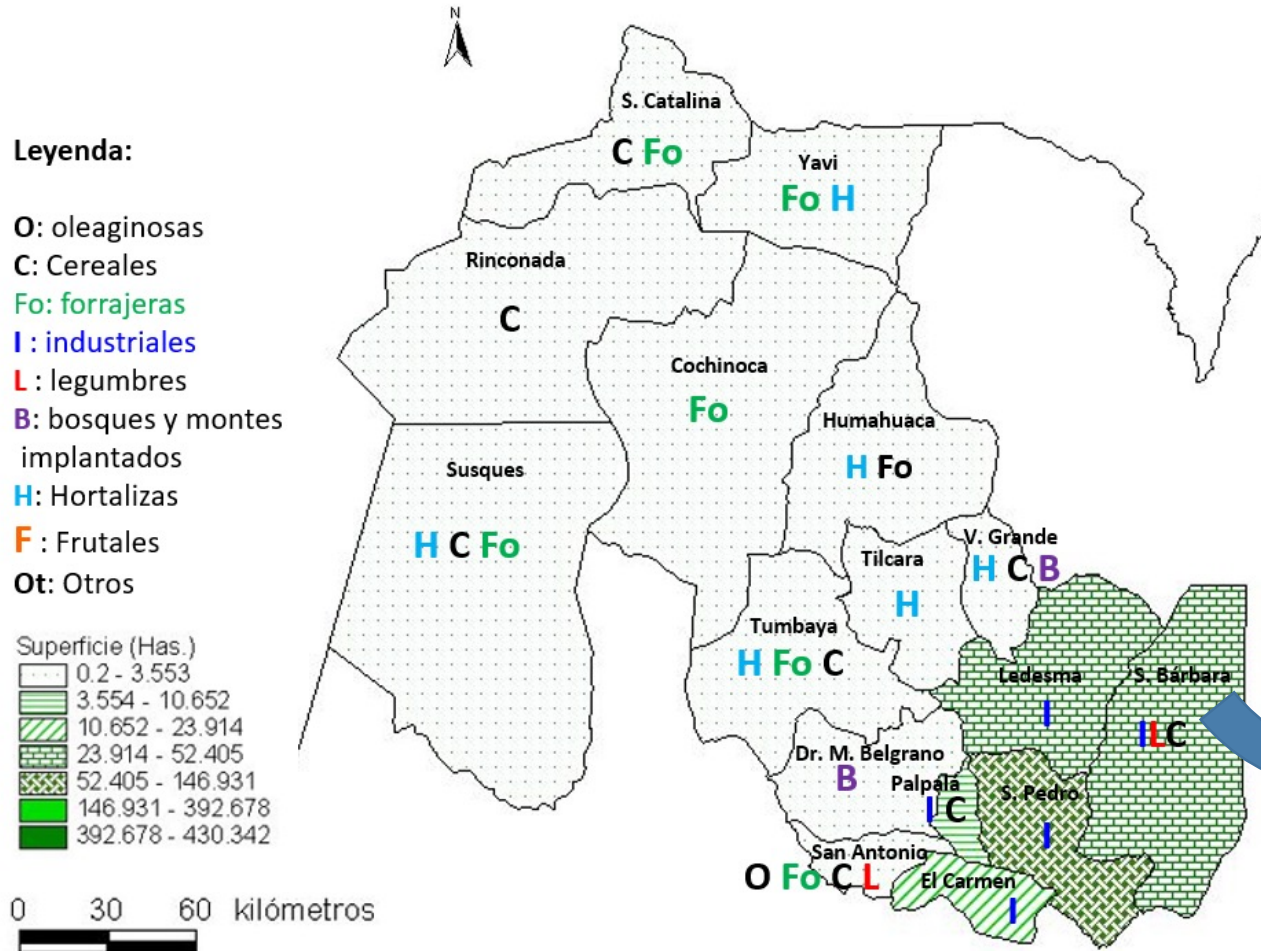 N
Leyenda:
O: oleaginosas
C: Cereales
Fo: forrajeras
I : industriales
L : legumbres
B: bosques y montes
implantados
H: Hortalizas
F : Frutales
Ot: Otros
Superficie (Has.)
0.2 - 3.553
3.554 - 10.652
10.652 - 23.914
23.914 - 52.405
52.405 - 146.931
146.931 - 392.678
392.678 - 430.342
0 30 60 kilómetros
S. Catalina
C Fo
Yavi
Fo H
Rinconada
C
Cochinoca
Fo
Humahuaca
H Fo
Susques
H C Fo
V. Grande
H C B
Tilcara
H
Tumbaya
H Fo C
Ledesma
I
S. Bárbara
ILC
Dr. M. Belgrano
B
Palpalá
I C
S. Pedro
I
San Antonio
O Fo C L
El Carmen
I